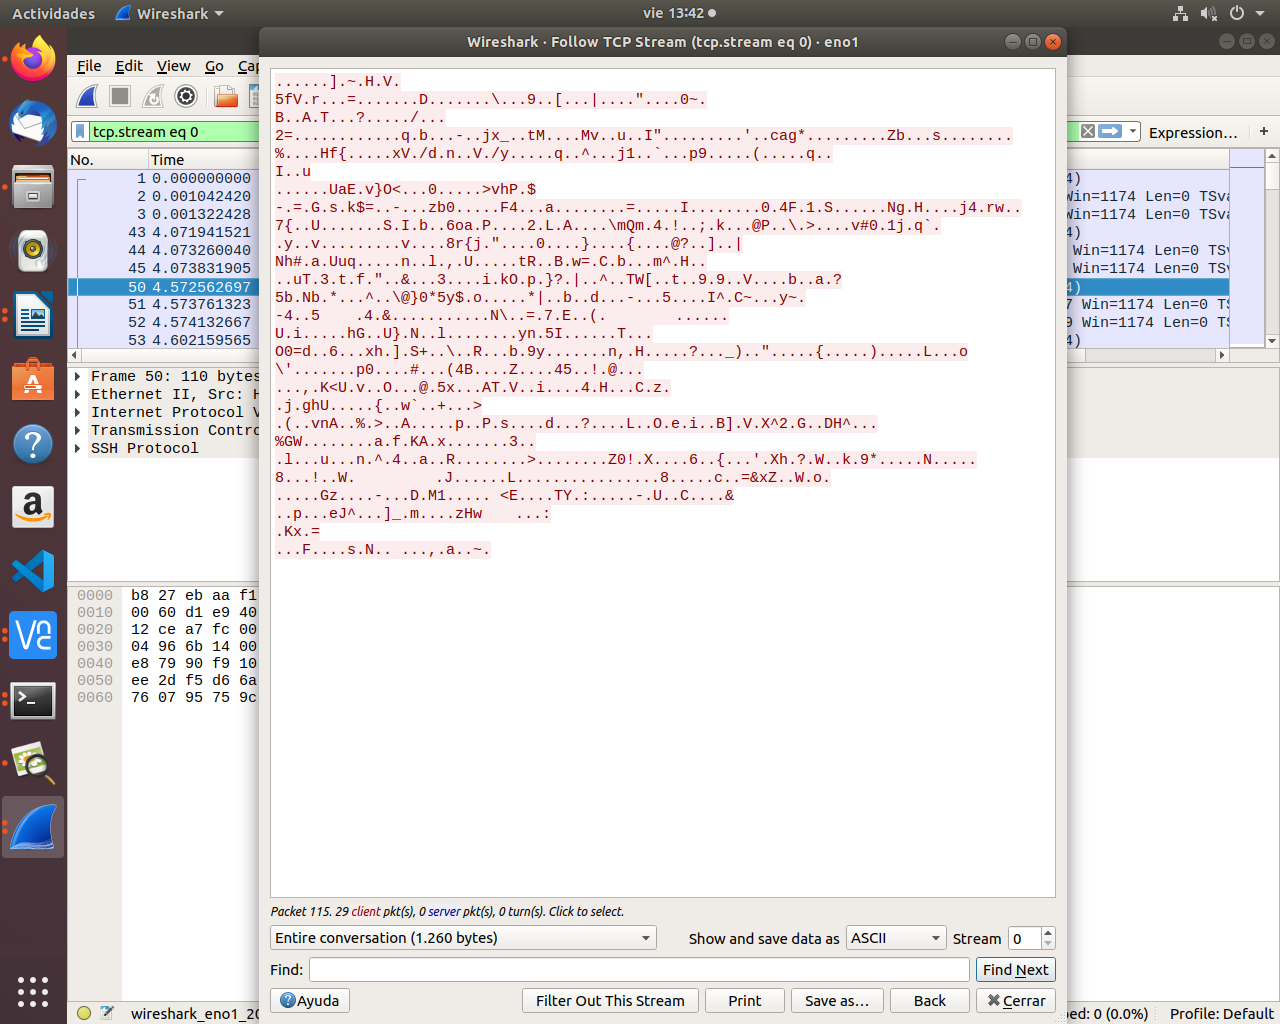 Actividades
Wireshark
vie 13:42
Wireshark · Follow TCP Stream (tcp.stream eq 0) · eno1
File Edit View Go Cap
tcp.stream eq 0
Expression…
No. Time
1 0.000000000
2 0.001042420
3 0.001322428
43 4.071941521
44 4.073260040
45 4.073831905
50 4.572562697
51 4.573761323
52 4.574132667
53 4.602159565
4)
Win=1174 Len=0 TSva
Win=1174 Len=0 TSva
4)
Win=1174 Len=0 TSv
Win=1174 Len=0 TSv
4)
7 Win=1174 Len=0 TS
9 Win=1174 Len=0 TS
4)
Frame 50: 110 bytes
Ethernet II, Src: H
Internet Protocol V
Transmission Contro
SSH Protocol
0000 b8 27 eb aa f1
0010 00 60 d1 e9 40
0020 12 ce a7 fc 00
0030 04 96 6b 14 00
0040 e8 79 90 f9 10
0050 ee 2d f5 d6 6a
0060 76 07 95 75 9c
......].~.H.V.
5fV.r...=.......D.......\...9..[...|...."....0~.
B..A.T...?...../...
2=............q.b...-..jx_..tM....Mv..u..I".........'..cag*.........Zb...s........
%....Hf{.....xV./d.n..V./y.....q..^...j1..`...p9.....(.....q..
I..u
......UaE.v}O<...0.....>vhP.$
-.=.G.s.k$=..-...zb0.....F4...a........=.....I........0.4F.1.S......Ng.H....j4.rw..
7{..U.......S.I.b..6oa.P....2.L.A....\mQm.4.!..;.k...@P..\.>....v#0.1j.q`.
.y..v.........v....8r{j."....0....}....{....@?..]..|
Nh#.a.Uuq.....n..l.,.U.....tR..B.w=.C.b...m^.H..
..uT.3.t.f."..&...3....i.kO.p.}?.|..^..TW[..t..9.9..V....b..a.?
5b.Nb.*...^..\@}0*5y$.o.....*|..b..d...-...5....I^.C~...y~.
-4..5 .4.&...........N\..=.7.E..(. ......
U.i.....hG..U}.N..l........yn.5I......T...
O0=d..6...xh.].S+..\..R...b.9y.......n,.H.....?..._)..".....{.....).....L...o
\'.......p0....#...(4B....Z....45..!.@...
...,.K<U.v..O...@.5x...AT.V..i....4.H...C.z.
.j.ghU.....{..w`..+...>
.(..vnA..%.>..A.....p..P.s....d...?....L..O.e.i..B].V.X^2.G..DH^...
%GW........a.f.KA.x.......3..
.l...u...n.^.4..a..R........>........Z0!.X....6..{...'.Xh.?.W..k.9*.....N.....
8...!..W. .J......L................8.....c..=&xZ..W.o.
.....Gz....-...D.M1..... <E....TY.:.....-.U..C....&
..p...eJ^...]_.m....zHw ...:
.Kx.=
...F....s.N.. ...,.a..~.
Packet 115. 29 client pkt(s), 0 server pkt(s), 0 turn(s). Click to select.
Entire conversation (1.260 bytes)
Show and save data as ASCII Stream 0
Find: Find Next
Ayuda Filter Out This Stream Print Save as… Back Cerrar
wireshark_eno1_20
ped: 0 (0.0%) Profile: Default